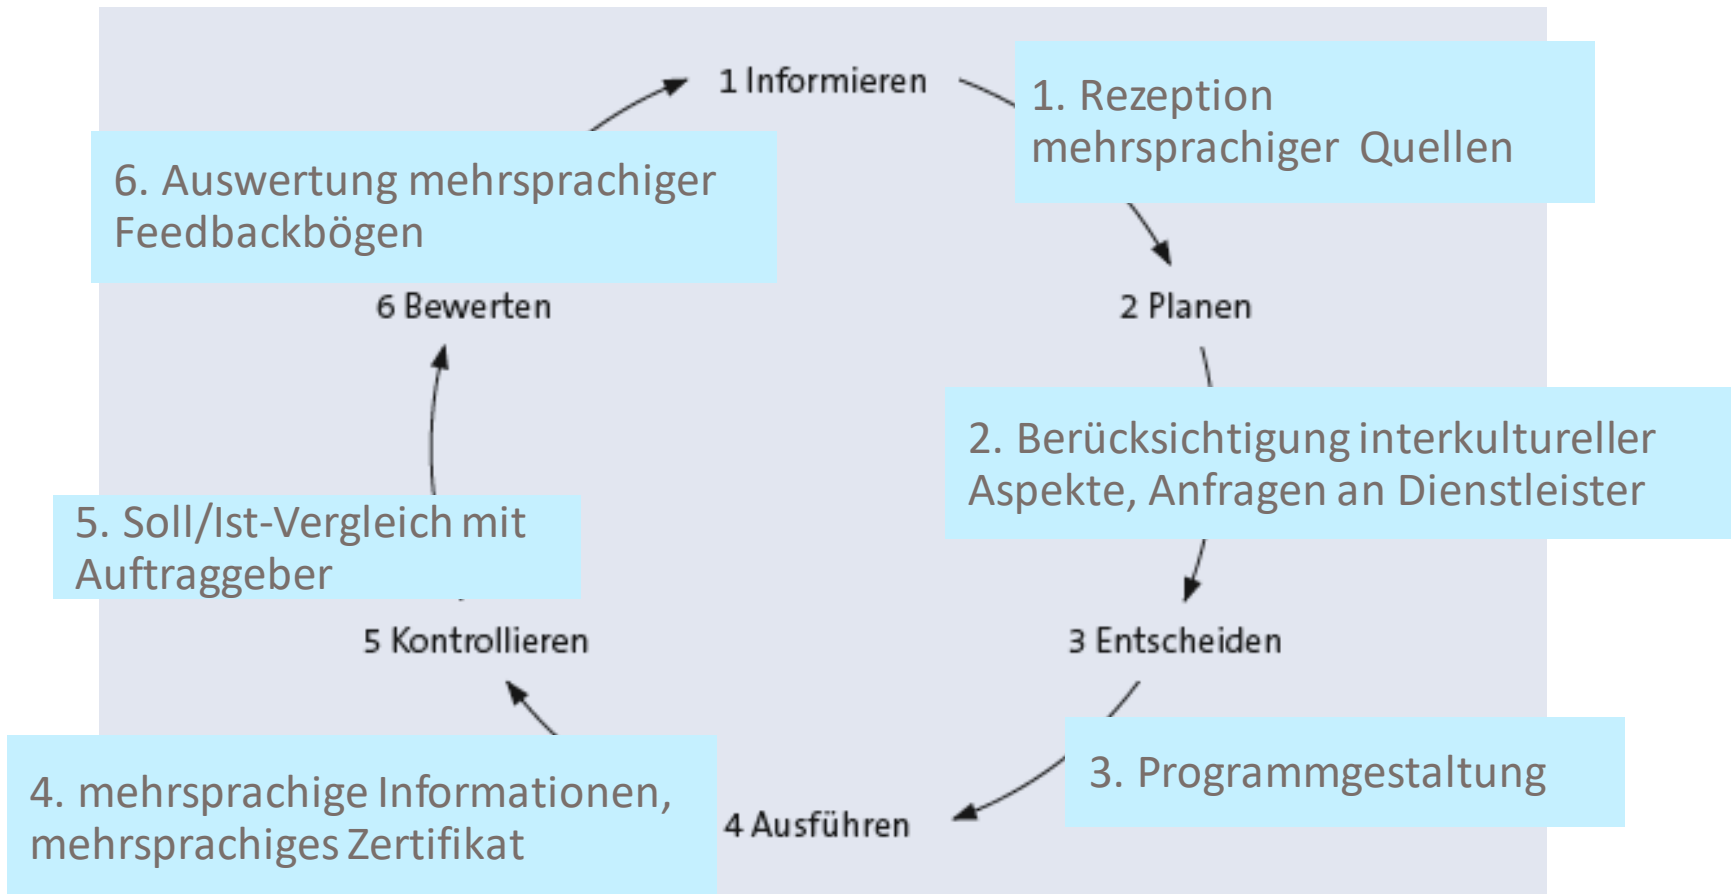 1 Informieren
1. Rezeption
mehrsprachiger Quellen
2 Planen
2. Berücksichtigung interkultureller
Aspekte, Anfragen an Dienstleister
3 Entscheiden
3. Programmgestaltung
4 Ausführen
4. mehrsprachige Informationen,
mehrsprachiges Zertifikat
5 Kontrollieren
5. Soll/Ist-Vergleich mit
Auftraggeber
6 Bewerten
6. Auswertung mehrsprachiger
Feedbackbögen